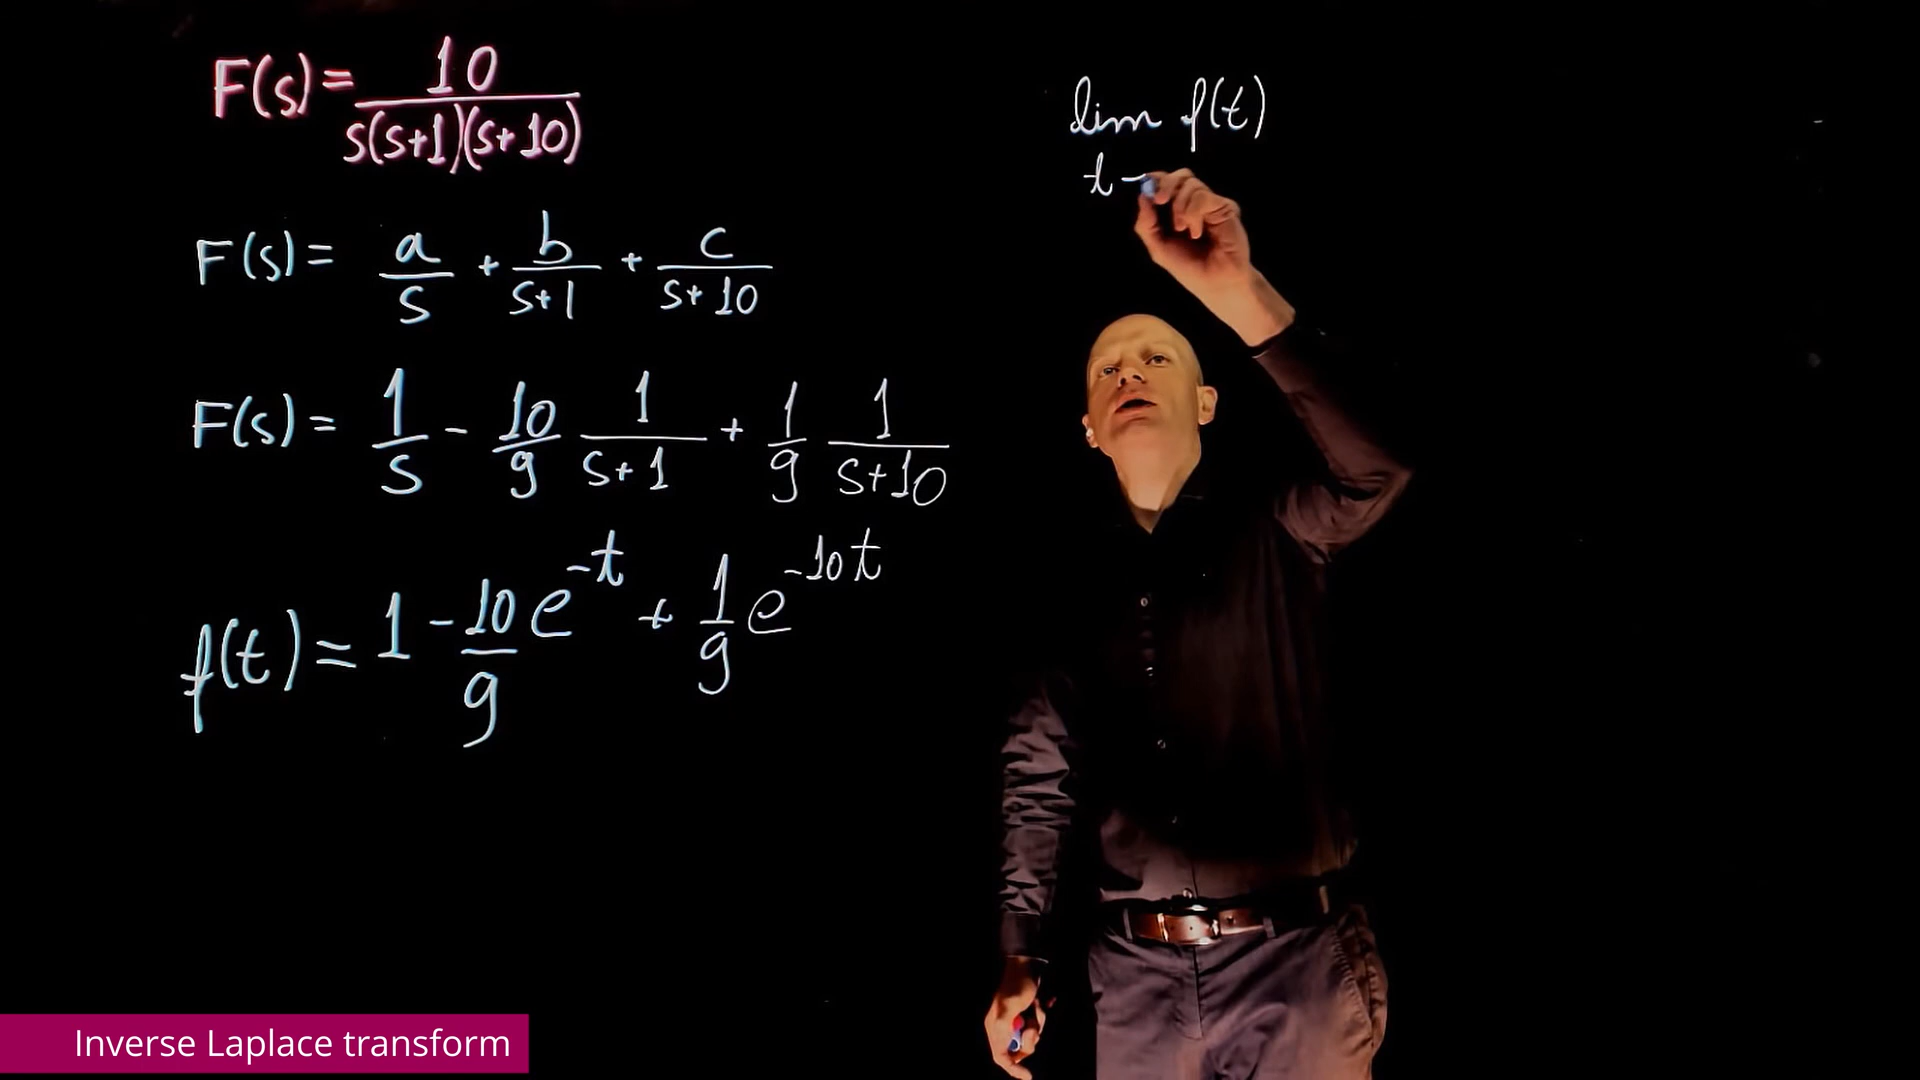 F(s)=10/(s(s+1)(s+10))
F(s)= a/s + b/(s+1) + c/(s+10)
F(s)= 1/s - 10/9 1/(s+1) + 1/9 1/(s+10)
f(t)= 1 - 10/9 e^-t + 1/9 e^-10t
lim f(t)
t -
Inverse Laplace transform